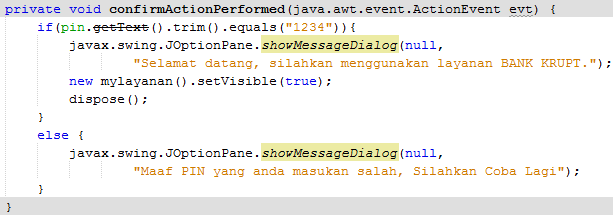 private void confirmActionPerformed(java.awt.event.ActionEvent evt) {
if(pin.getText().trim().equals("1234")){
javax.swing.JOptionPane.showMessageDialog(null,
"Selamat datang, silahkan menggunakan layanan BANK KRUPT.");
new mylayanan().setVisible(true);
dispose();
}
else {
javax.swing.JOptionPane.showMessageDialog(null,
"Maaf PIN yang anda masukan salah, Silahkan Coba Lagi");
}
}